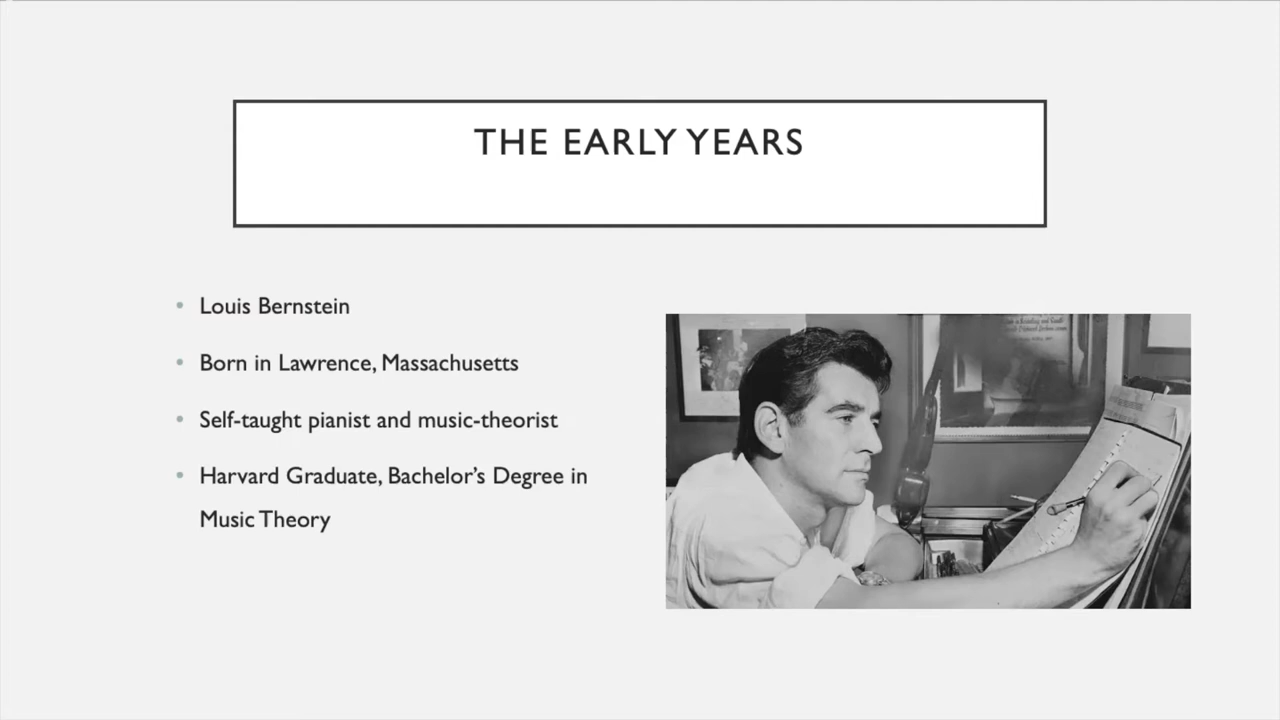 THE EARLY YEARS
Louis Bernstein
Born in Lawrence, Massachusetts
Self-taught pianist and music-theorist
Harvard Graduate, Bachelor's Degree in
Music Theory